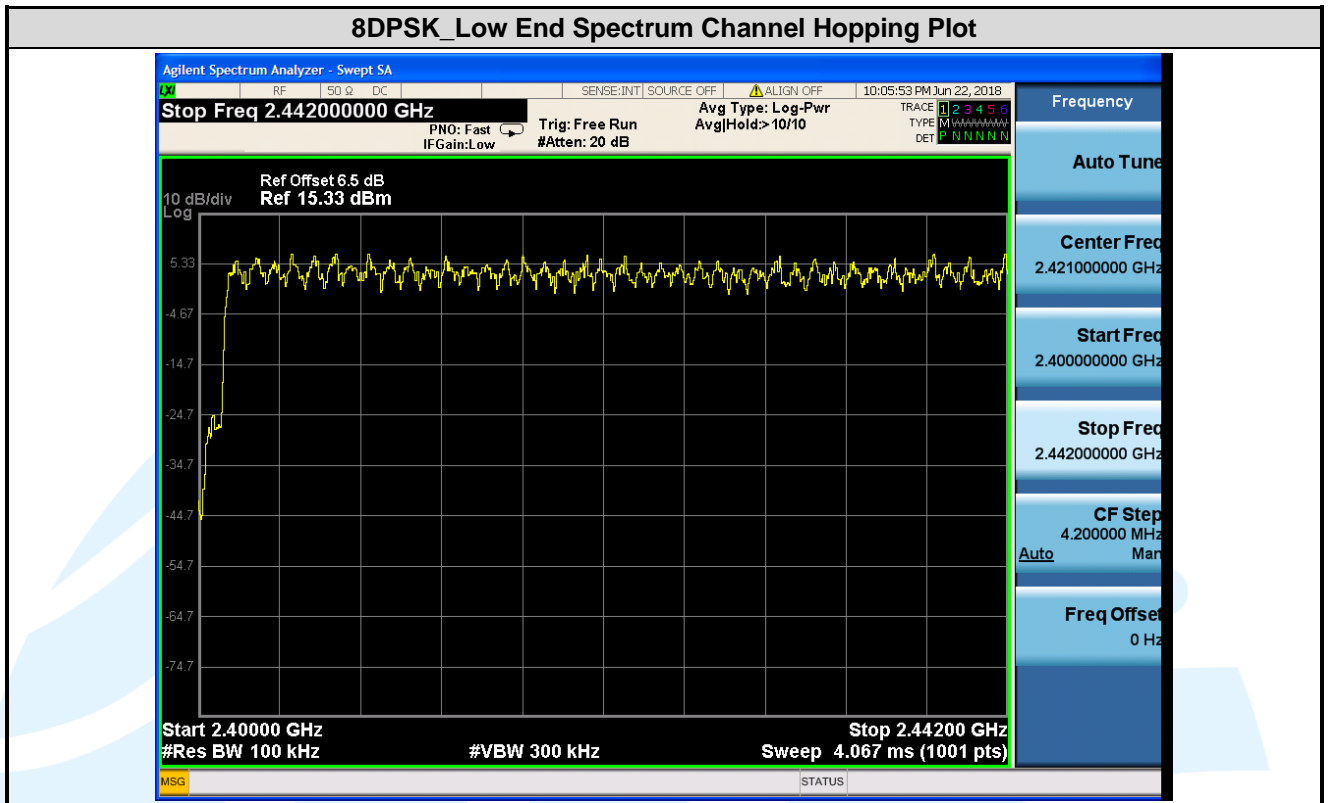 8DPSK_Low End Spectrum Channel Hopping Plot
Agilent Spectrum Analyzer - Swept SA
LXI RF 50 Ω DC SENSE:INT SOURCE OFF ALIGN OFF 10:05:53 PM Jun 22, 2018
Stop Freq 2.442000000 GHz
PNO: Fast
IFGain:Low
Trig: Free Run
#Atten: 20 dB
Avg Type: Log-Pwr
Avg|Hold:>10/10
TRACE 1 2 3 4 5 6
TYPE M WWWWW
DET P N N N N N
Ref Offset 6.5 dB
10 dB/div Ref 15.33 dBm
Log
5.33
-4.67
-14.7
-24.7
-34.7
-44.7
-54.7
-64.7
-74.7
Start 2.40000 GHz Stop 2.44200 GHz
#Res BW 100 kHz #VBW 300 kHz Sweep 4.067 ms (1001 pts)
MSG STATUS
Frequency
Auto Tune
Center Freq
2.421000000 GHz
Start Freq
2.400000000 GHz
Stop Freq
2.442000000 GHz
CF Step
4.200000 MHz
Auto Man
Freq Offset
0 Hz